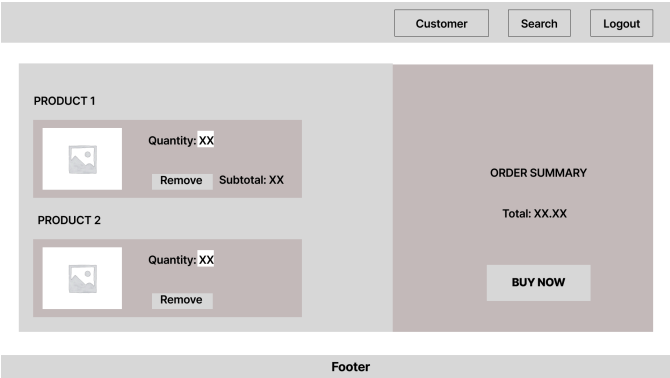 Customer
Search
Logout
PRODUCT 1
Quantity: XX
Remove
Subtotal: XX
PRODUCT 2
Quantity: XX
Remove
ORDER SUMMARY
Total: XX.XX
BUY NOW
Footer